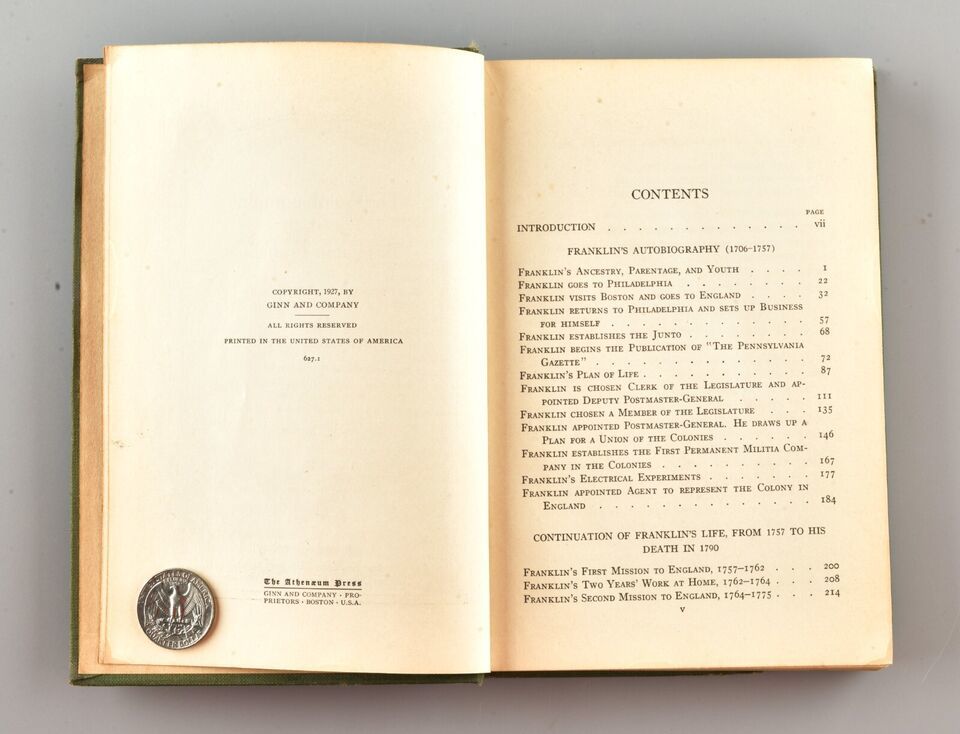 COPYRIGHT, 1927, BY
GINN AND COMPANY
ALL RIGHTS RESERVED
PRINTED IN THE UNITED STATES OF AMERICA
627.1
The Athenæum Press
GINN AND COMPANY · PRO-
PRIETORS · BOSTON · U.S.A.
CONTENTS
PAGE
INTRODUCTION . . . . . . . . . . . . . vii
FRANKLIN'S AUTOBIOGRAPHY (1706–1757)
Franklin's Ancestry, Parentage, and Youth . . . . 1
Franklin goes to Philadelphia . . . . . . . . 22
Franklin visits Boston and goes to England . . . . 32
Franklin returns to Philadelphia and sets up Business
for himself . . . . . . . . . . . . . 57
Franklin establishes the Junto . . . . . . . . 68
Franklin begins the Publication of "The Pennsylvania
Gazette" . . . . . . . . . . . . . . 72
Franklin's Plan of Life . . . . . . . . . . . 87
Franklin is chosen Clerk of the Legislature and ap-
pointed Deputy Postmaster-General . . . . . 111
Franklin chosen a Member of the Legislature . . . 135
Franklin appointed Postmaster-General. He draws up a
Plan for a Union of the Colonies . . . . . . 146
Franklin establishes the First Permanent Militia Com-
pany in the Colonies . . . . . . . . . . 167
Franklin's Electrical Experiments . . . . . . . 177
Franklin appointed Agent to represent the Colony in
England . . . . . . . . . . . . . . 184
CONTINUATION OF FRANKLIN'S LIFE, FROM 1757 TO HIS
DEATH IN 1790
Franklin's First Mission to England, 1757–1762 . . . 200
Franklin's Two Years' Work at Home, 1762–1764 . . . 208
Franklin's Second Mission to England, 1764–1775 . . . 214
v